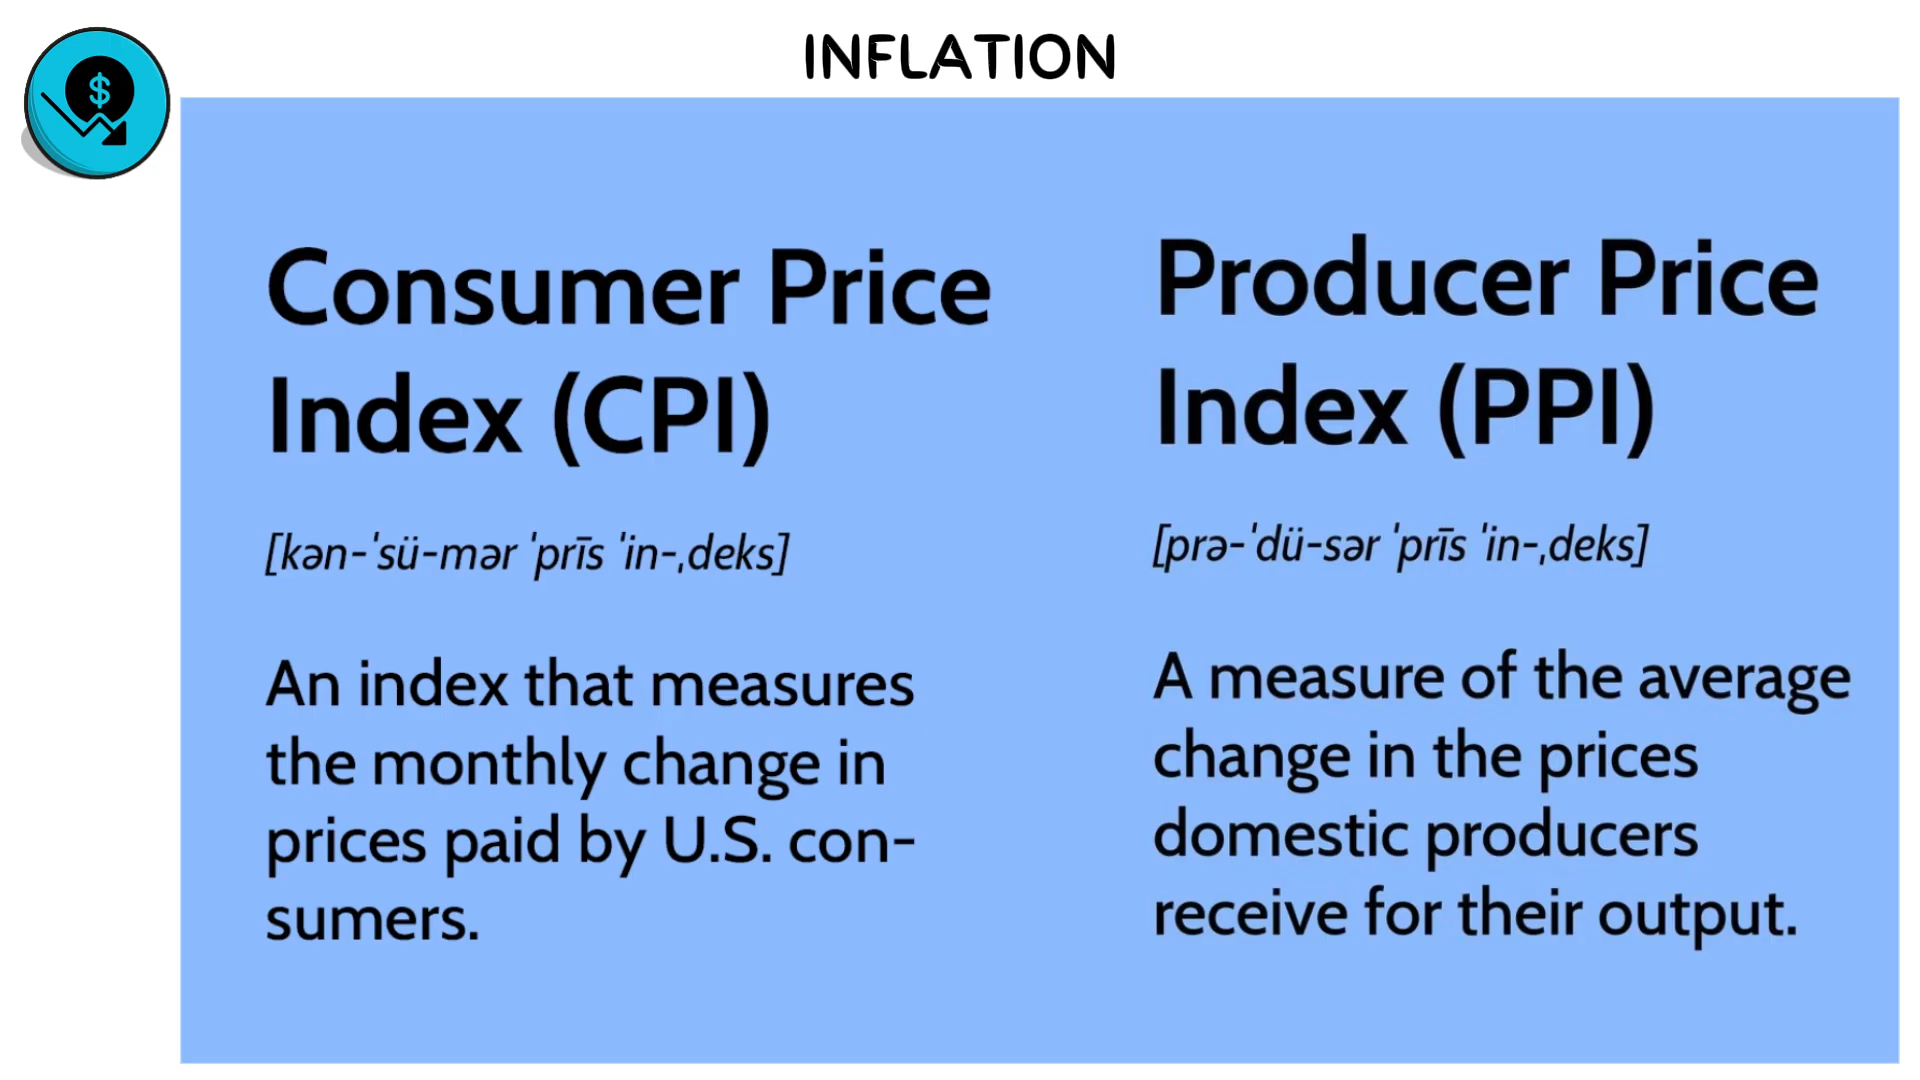 INFLATION
$
Consumer Price
Index (CPI)
[kən-ˈsü-mər ˈprīs ˈin-ˌdeks]
An index that measures
the monthly change in
prices paid by U.S. con-
sumers.
Producer Price
Index (PPI)
[prə-ˈdü-sər ˈprīs ˈin-ˌdeks]
A measure of the average
change in the prices
domestic producers
receive for their output.